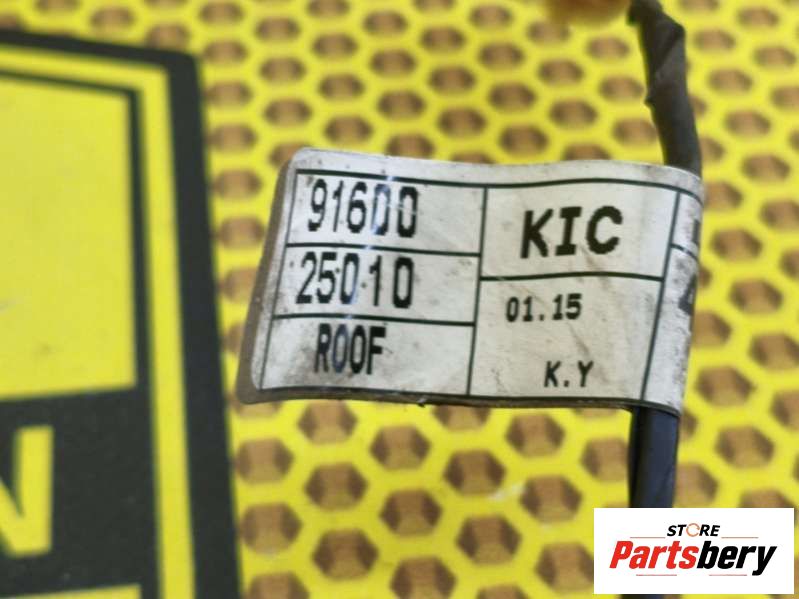 91600
25010
ROOF
KIC
01.15
K.Y
N
STORE
Partsbery